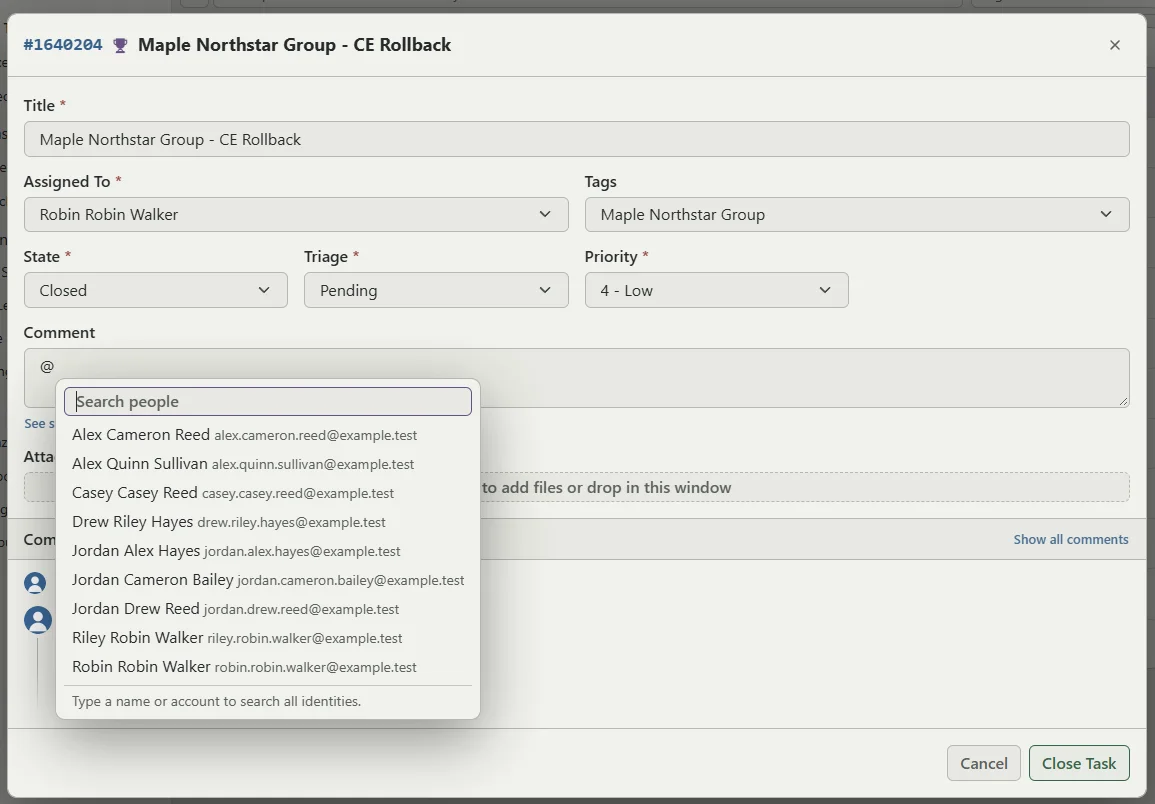 #1640204 Maple Northstar Group - CE Rollback
Title *
Maple Northstar Group - CE Rollback
Assigned To * Tags
Robin Robin Walker Maple Northstar Group
State * Triage * Priority *
Closed Pending 4 - Low
Comment
@
Search people
See
Alex Cameron Reed alex.cameron.reed@example.test
Alex Quinn Sullivan alex.quinn.sullivan@example.test
Casey Casey Reed casey.casey.reed@example.test
to add files or drop in this window
Drew Riley Hayes drew.riley.hayes@example.test
Show all comments
Jordan Alex Hayes jordan.alex.hayes@example.test
Jordan Cameron Bailey jordan.cameron.bailey@example.test
Jordan Drew Reed jordan.drew.reed@example.test
Riley Robin Walker riley.robin.walker@example.test
Robin Robin Walker robin.robin.walker@example.test
Type a name or account to search all identities.
Cancel Close Task